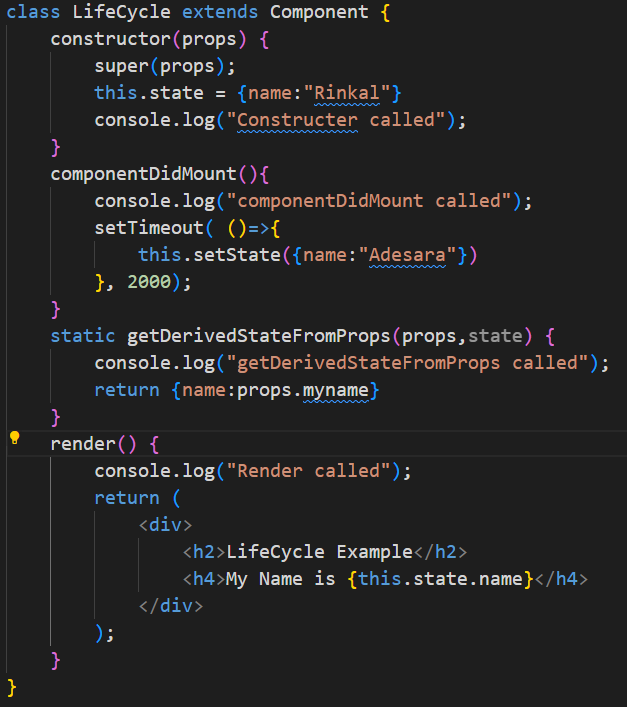 class LifeCycle extends Component {
    constructor(props) {
        super(props);
        this.state = {name:"Rinkal"}
        console.log("Constructer called");
    }
    componentDidMount(){
        console.log("componentDidMount called");
        setTimeout( ()=>{
            this.setState({name:"Adesara"})
        }, 2000);
    }
    static getDerivedStateFromProps(props,state) {
        console.log("getDerivedStateFromProps called");
        return {name:props.myname}
    }
    render() {
        console.log("Render called");
        return (
            <div>
                <h2>LifeCycle Example</h2>
                <h4>My Name is {this.state.name}</h4>
            </div>
        );
    }
}